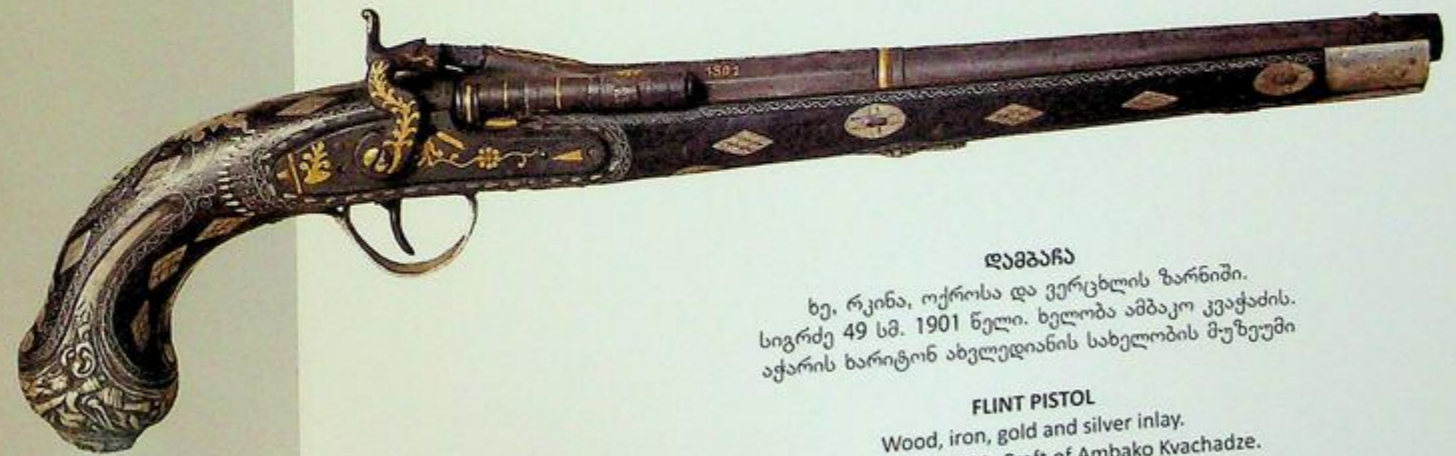 დამბაჩა
ხე, რკინა, ოქროსა და ვერცხლის ზარნიში.
სიგრძე 49 სმ. 1901 წელი. ხელობა ამბაკო კვაჭაძის.
აჭარის ხარიტონ ახვლედიანის სახელობის მუზეუმი
FLINT PISTOL
Wood, iron, gold and silver inlay.
Craft of Ambako Kvachadze.